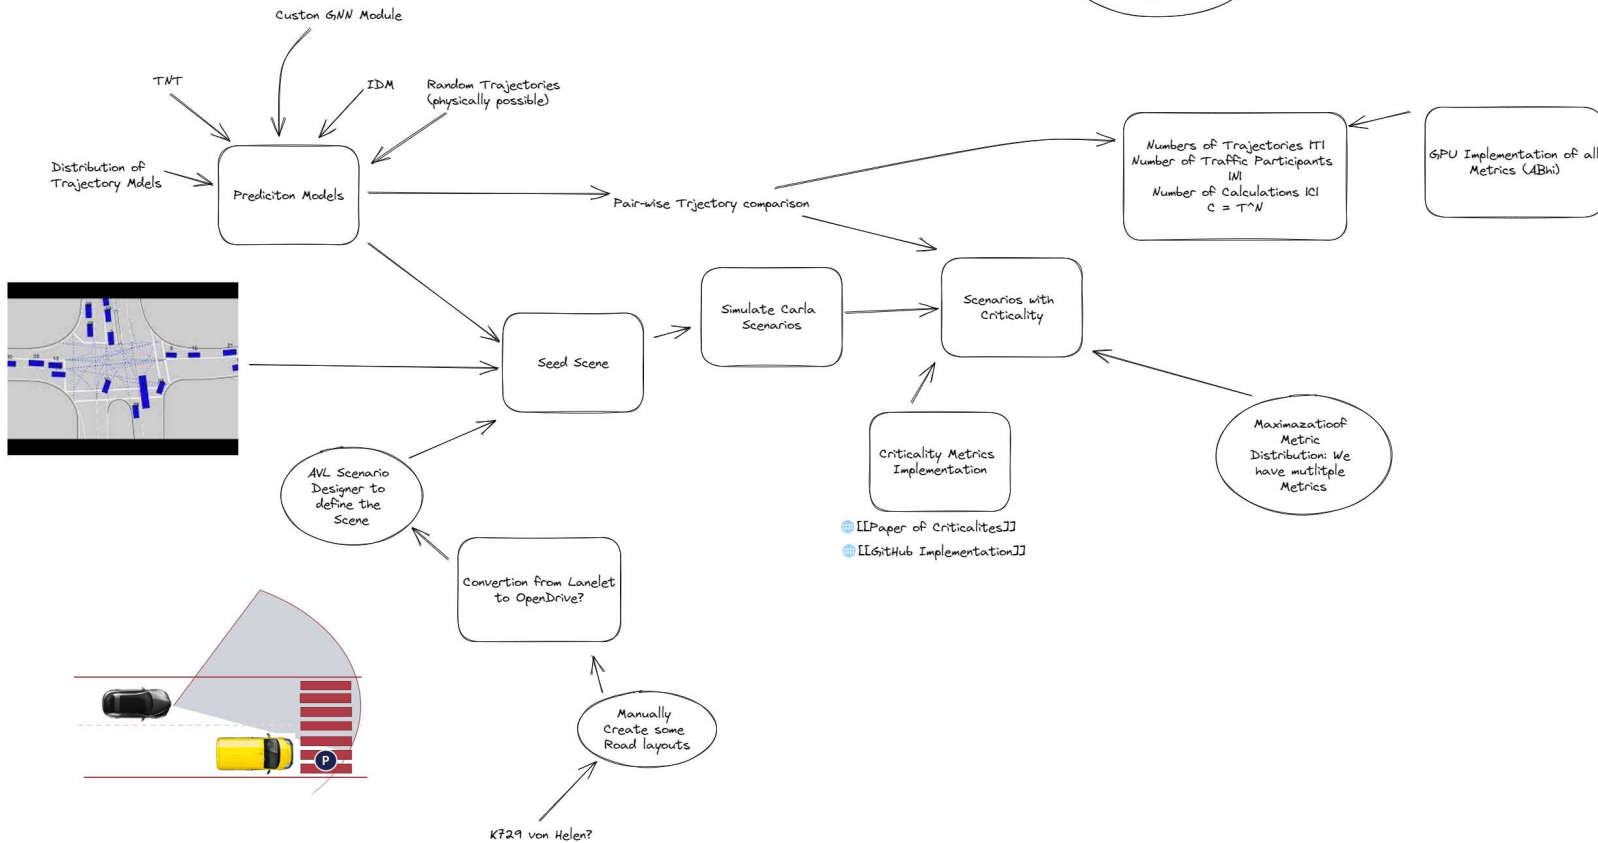 Custon GNN Module
TNT
IDM
Random Trajectories
(physically possible)
Distribution of
Trajectory Mdels
Prediciton Models
Pair-wise Trjectory comparison
Numbers of Trajectories |T|
Number of Traffic Participants
|N|
Number of Calculations |C|
C = T^N
GPU Implementation of all
Metrics (ABhi)
Simulate Carla
Scenarios
Scenarios with
Criticality
Seed Scene
Criticality Metrics
Implementation
[[Paper of Criticalites]]
[[GitHub Implementation]]
Maximazatioof
Metric
Distribution: We
have mutlitple
Metrics
AVL Scenario
Designer to
define the
Scene
Convertion from Lanelet
to OpenDrive?
Manually
Create some
Road layouts
K729 von Helen?
P